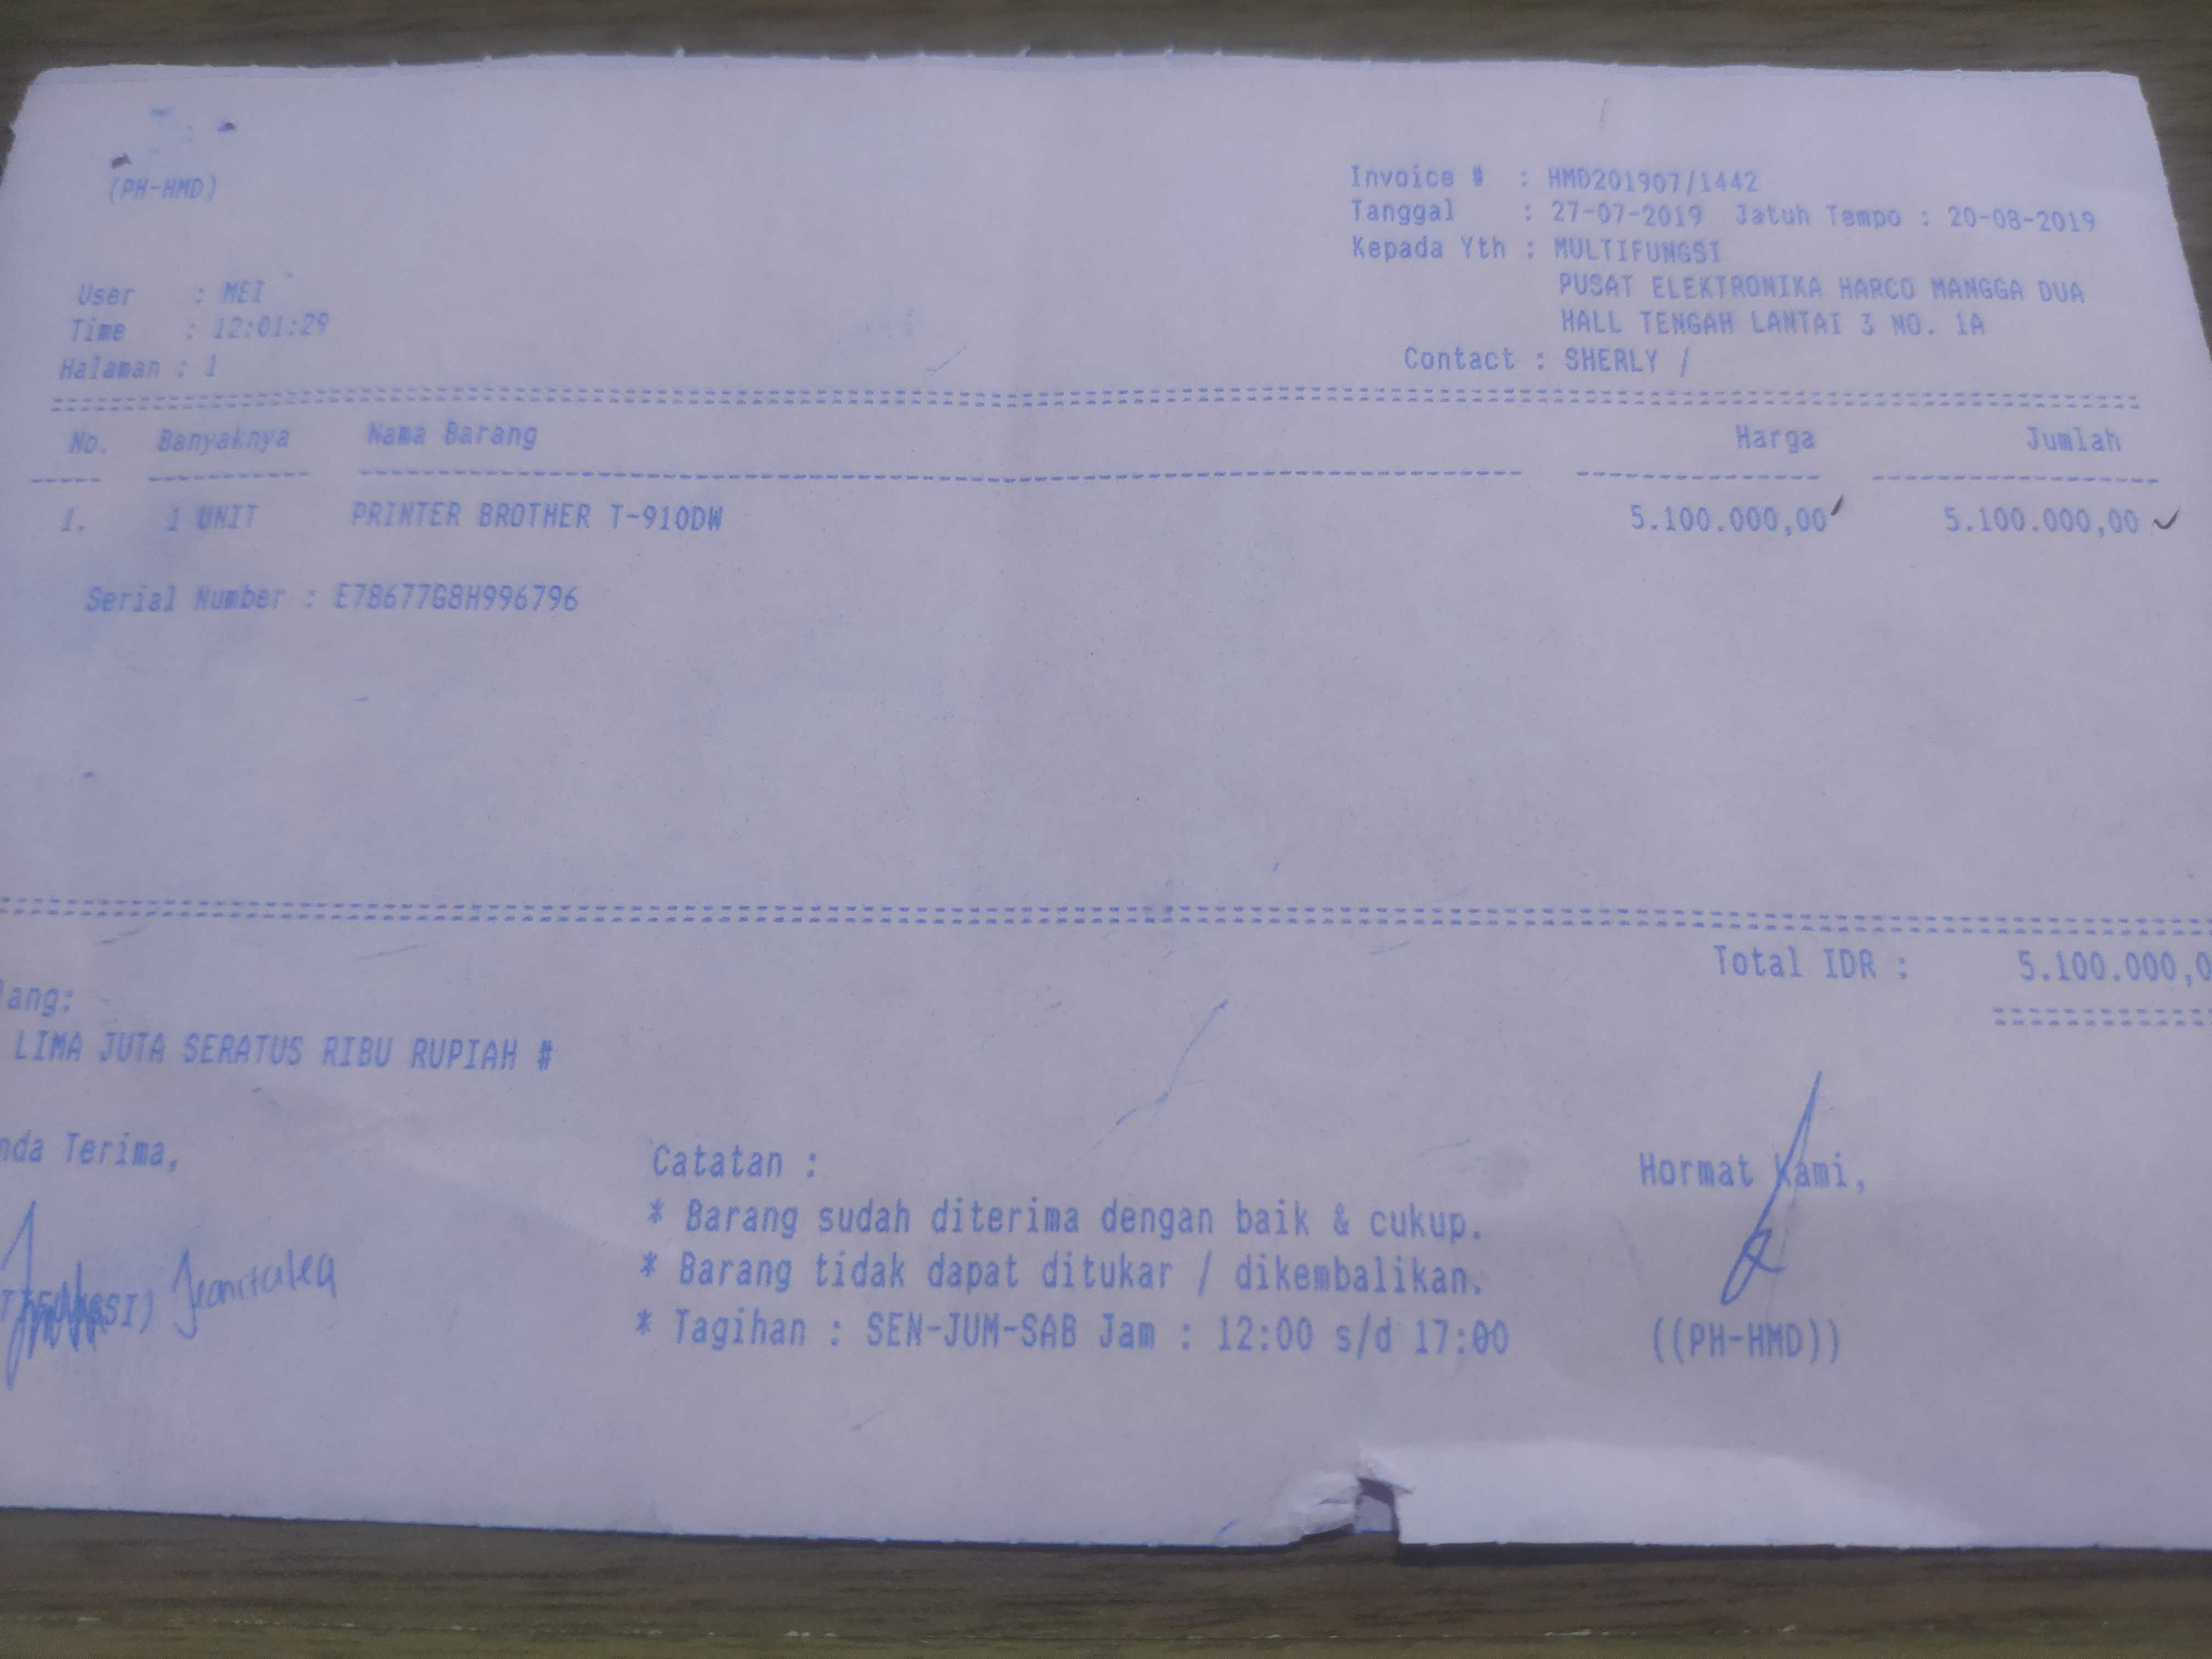 (PH-HMD)
Invoice # : HMD201907/1442
Tanggal : 27-07-2019 Jatuh Tempo : 20-08-2019
Kepada Yth : MULTIFUNGSI
PUSAT ELEKTRONIKA HARCO MANGGA DUA
HALL TENGAH LANTAI 3 NO. 1A
Contact : SHERLY /
User : MEI
Time : 12:01:29
Halaman : 1
No. Banyaknya Nama Barang Harga Jumlah
1. 1 UNIT PRINTER BROTHER T-910DW 5.100.000,00 5.100.000,00
Serial Number : E78677G8H996796
Total IDR : 5.100.000,0
lang:
LIMA JUTA SERATUS RIBU RUPIAH #
nda Terima,
Catatan :
* Barang sudah diterima dengan baik & cukup.
* Barang tidak dapat ditukar / dikembalikan.
* Tagihan : SEN-JUM-SAB Jam : 12:00 s/d 17:00
Hormat Kami,
((PH-HMD))